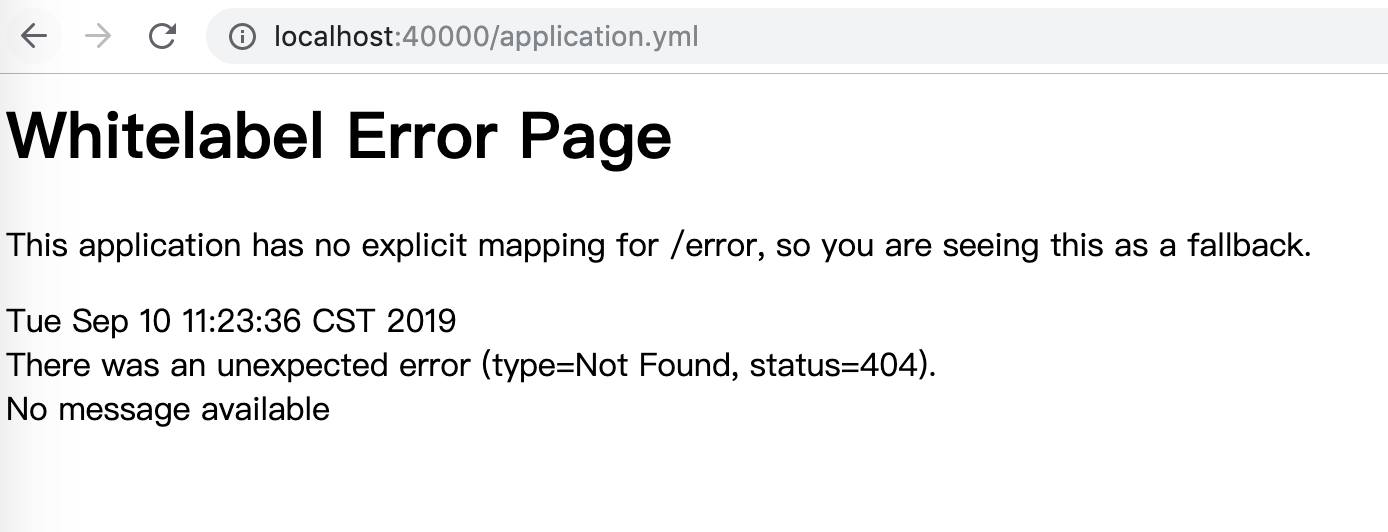 localhost:40000/application.yml
Whitelabel Error Page
This application has no explicit mapping for /error, so you are seeing this as a fallback.
Tue Sep 10 11:23:36 CST 2019
There was an unexpected error (type=Not Found, status=404).
No message available